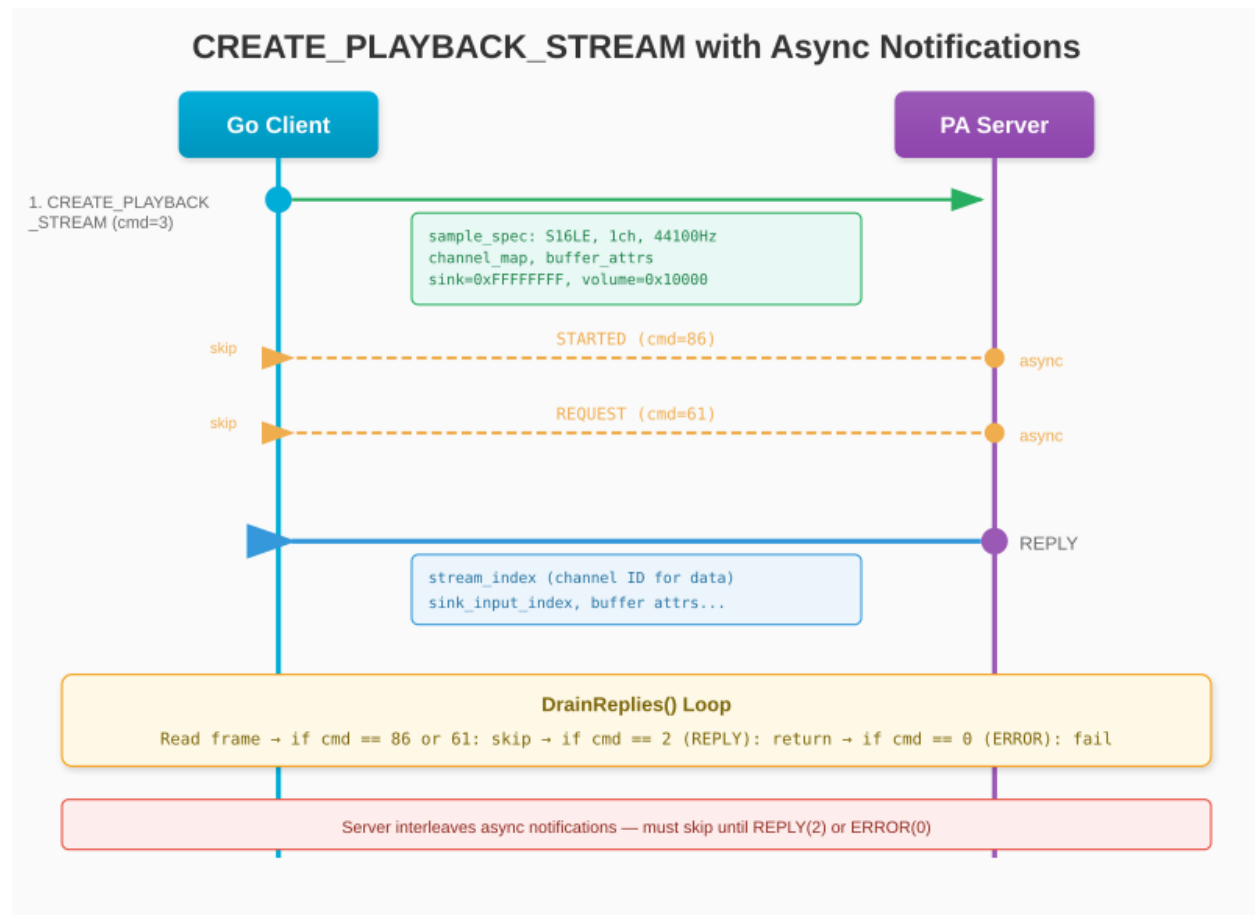 CREATE_PLAYBACK_STREAM with Async Notifications
Go Client
PA Server
1. CREATE_PLAYBACK
_STREAM (cmd=3)
sample_spec: S16LE, 1ch, 44100Hz
channel_map, buffer_attrs
sink=0xFFFFFFFF, volume=0x10000
skip
STARTED (cmd=86)
async
skip
REQUEST (cmd=61)
async
REPLY
stream_index (channel ID for data)
sink_input_index, buffer attrs...
DrainReplies() Loop
Read frame → if cmd == 86 or 61: skip → if cmd == 2 (REPLY): return → if cmd == 0 (ERROR): fail
Server interleaves async notifications — must skip until REPLY(2) or ERROR(0)